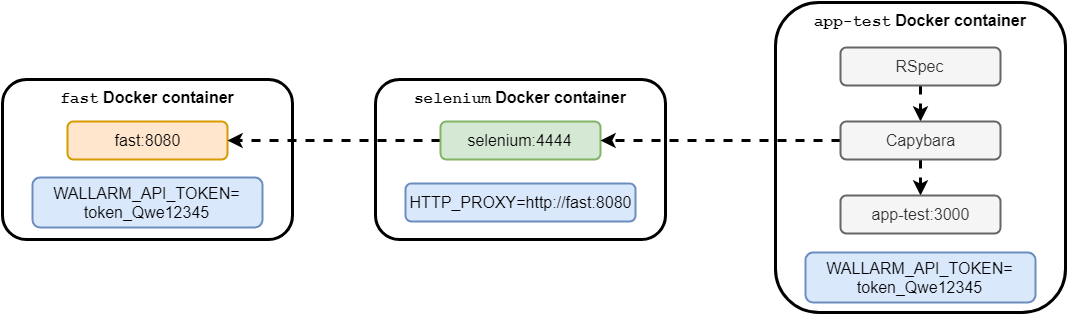 fast Docker container
fast:8080
WALLARM_API_TOKEN=
token_Qwe12345
selenium Docker container
selenium:4444
HTTP_PROXY=http://fast:8080
app-test Docker container
RSpec
Capybara
app-test:3000
WALLARM_API_TOKEN=
token_Qwe12345